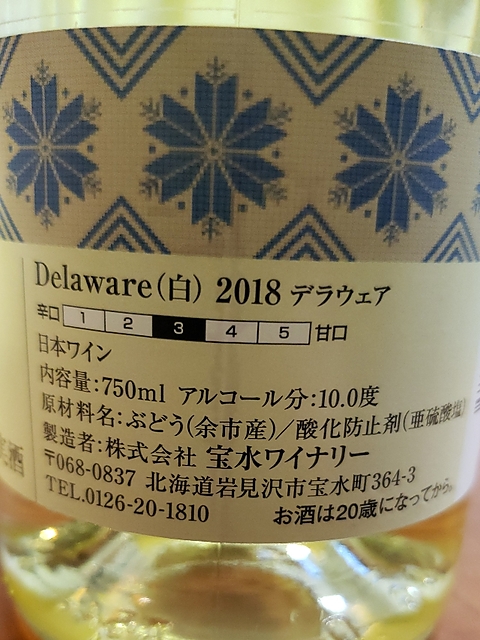 Delaware(白) 2018 デラウェア
辛口 1 2 3 4 5 甘口
日本ワイン
内容量:750ml アルコール分:10.0度
原材料名:ぶどう(余市産)/酸化防止剤(亜硫酸塩)
製造者:株式会社 宝水ワイナリー
〒068-0837 北海道岩見沢市宝水町364-3
TEL.0126-20-1810
お酒は20歳になってから。